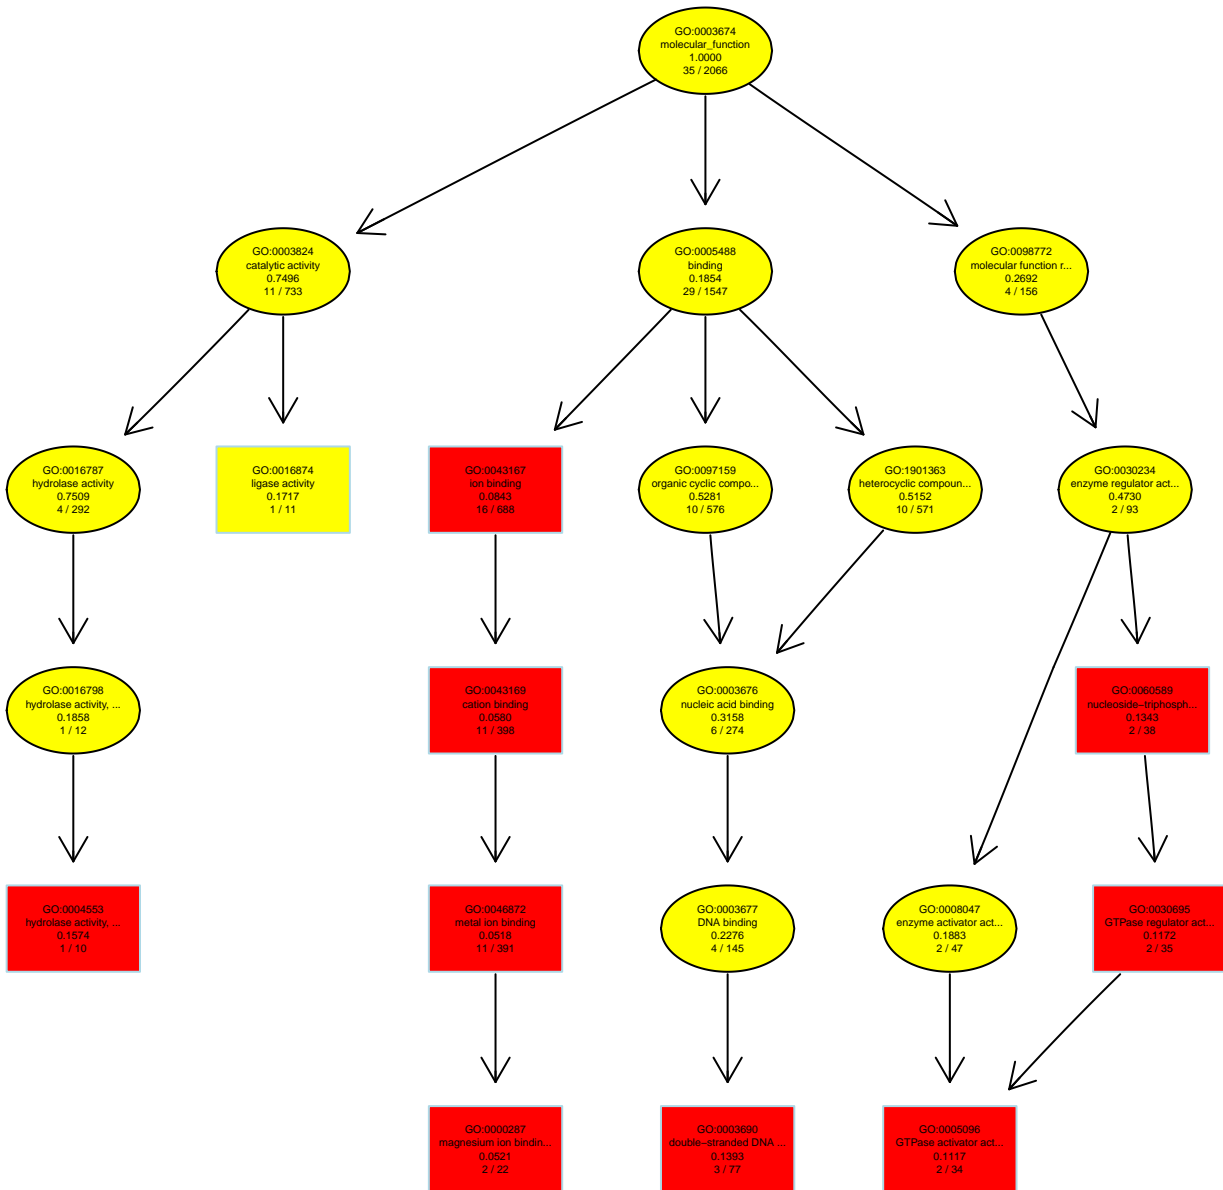 GO:0003674
molecular_function
1.0000
35 / 2066
GO:0003824
catalytic activity
0.7496
11 / 733
GO:0005488
binding
0.1854
29 / 1547
GO:0098772
molecular function r...
0.2692
4 / 156
GO:0016787
hydrolase activity
0.7509
4 / 292
GO:0016874
ligase activity
0.1717
1 / 11
GO:0043167
ion binding
0.0843
16 / 688
GO:0097159
organic cyclic compo...
0.5281
10 / 576
GO:1901363
heterocyclic compoun...
0.5152
10 / 571
GO:0030234
enzyme regulator act...
0.4730
2 / 93
GO:0016798
hydrolase activity, ...
0.1858
1 / 12
GO:0043169
cation binding
0.0580
11 / 398
GO:0003676
nucleic acid binding
0.3158
6 / 274
GO:0060589
nucleoside−triphosph...
0.1343
2 / 38
GO:0004553
hydrolase activity, ...
0.1574
1 / 10
GO:0046872
metal ion binding
0.0518
11 / 391
GO:0003677
DNA binding
0.2276
4 / 145
GO:0008047
enzyme activator act...
0.1883
2 / 47
GO:0030695
GTPase regulator act...
0.1172
2 / 35
GO:0000287
magnesium ion bindin...
0.0521
2 / 22
GO:0003690
double−stranded DNA ...
0.1393
3 / 77
GO:0005096
GTPase activator act...
0.1117
2 / 34